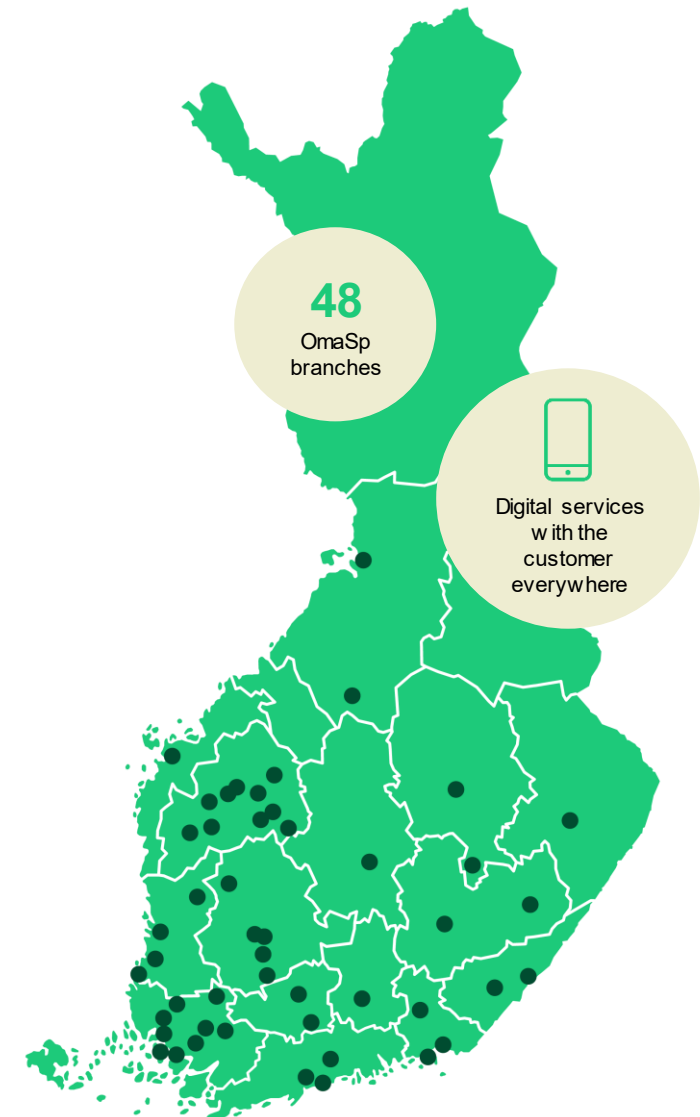 48
OmaSp
branches
Digital services
with the
customer
everywhere